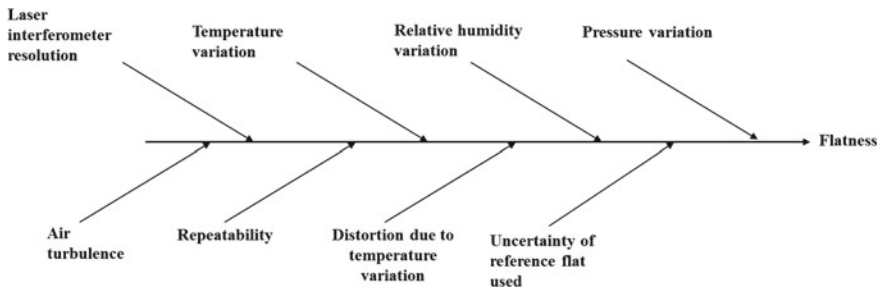 Laser
interferometer
resolution
Temperature
variation
Relative humidity
variation
Pressure variation
Flatness
Air
turbulence
Repeatability
Distortion due to
temperature
variation
Uncertainty of
reference flat
used